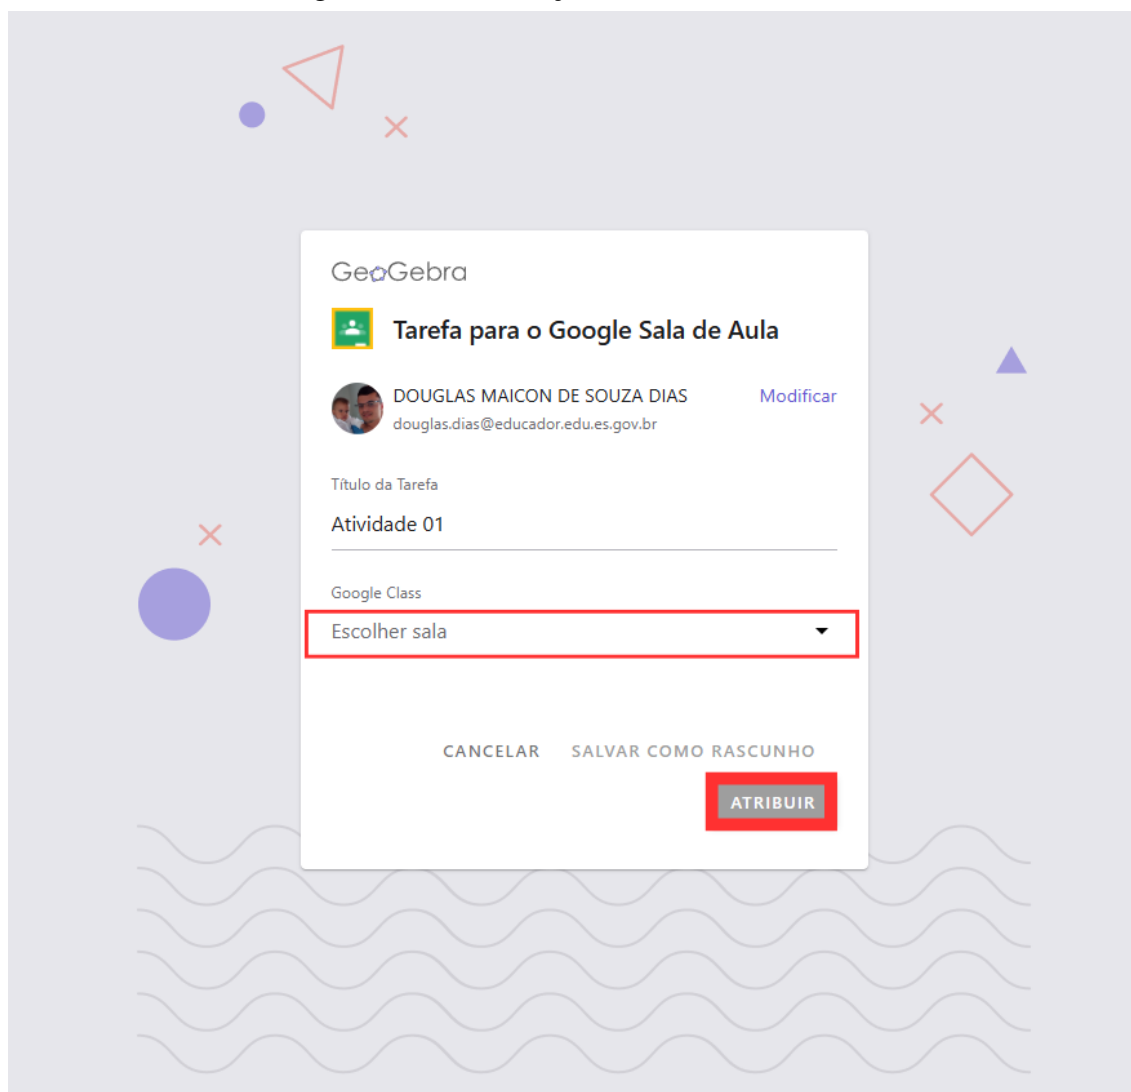 GeoGebra
Tarefa para o Google Sala de Aula
DOUGLAS MAICON DE SOUZA DIAS Modificar
douglas.dias@educador.edu.es.gov.br
Título da Tarefa
Atividade 01
Google Class
Escolher sala
CANCELAR SALVAR COMO RASCUNHO
ATRIBUIR